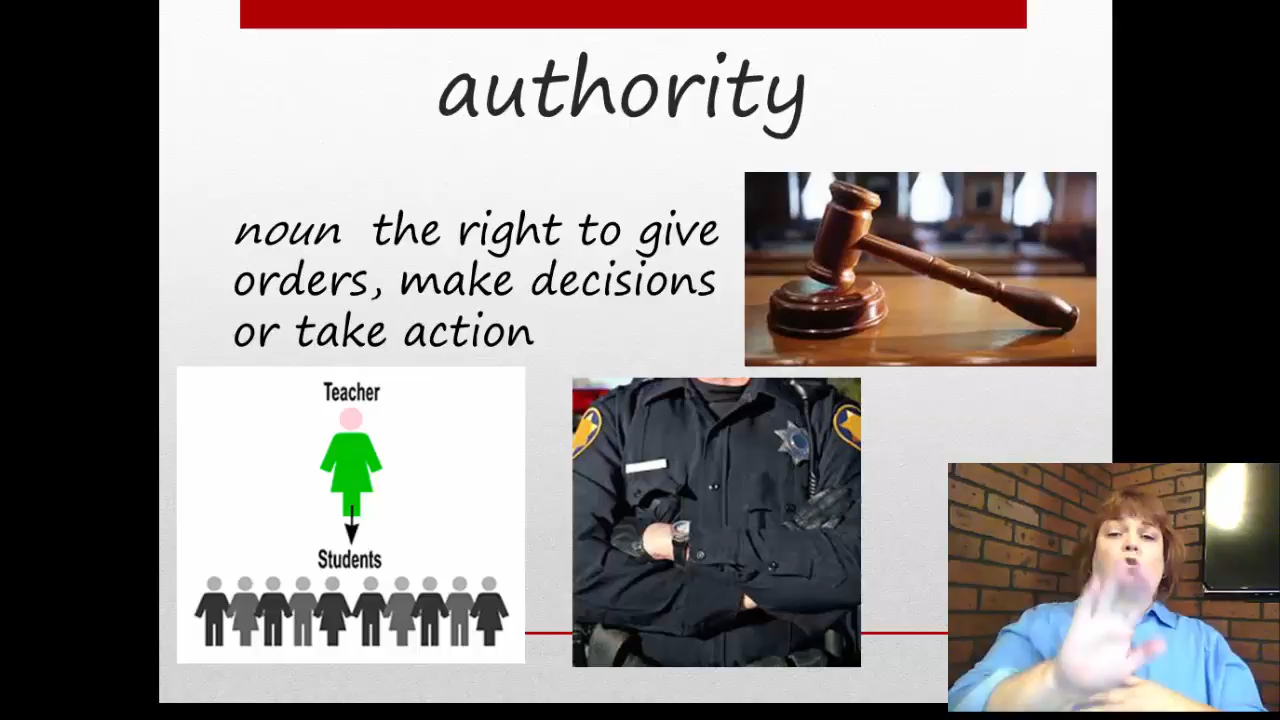 authority
noun the right to give
orders, make decisions
or take action
Teacher
Students